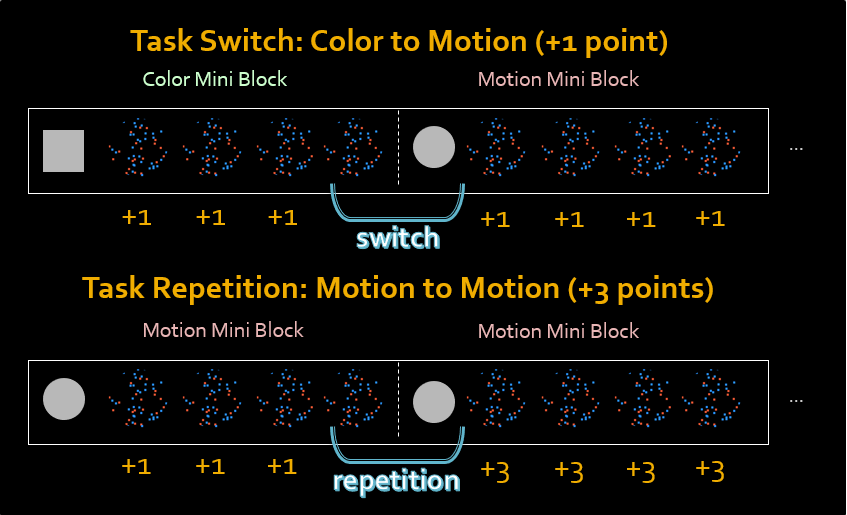 Task Switch: Color to Motion (+1 point)
Color Mini Block Motion Mini Block
...
+1 +1 +1 +1 +1 +1 +1
switch
Task Repetition: Motion to Motion (+3 points)
Motion Mini Block Motion Mini Block
...
+1 +1 +1 +3 +3 +3 +3
repetition